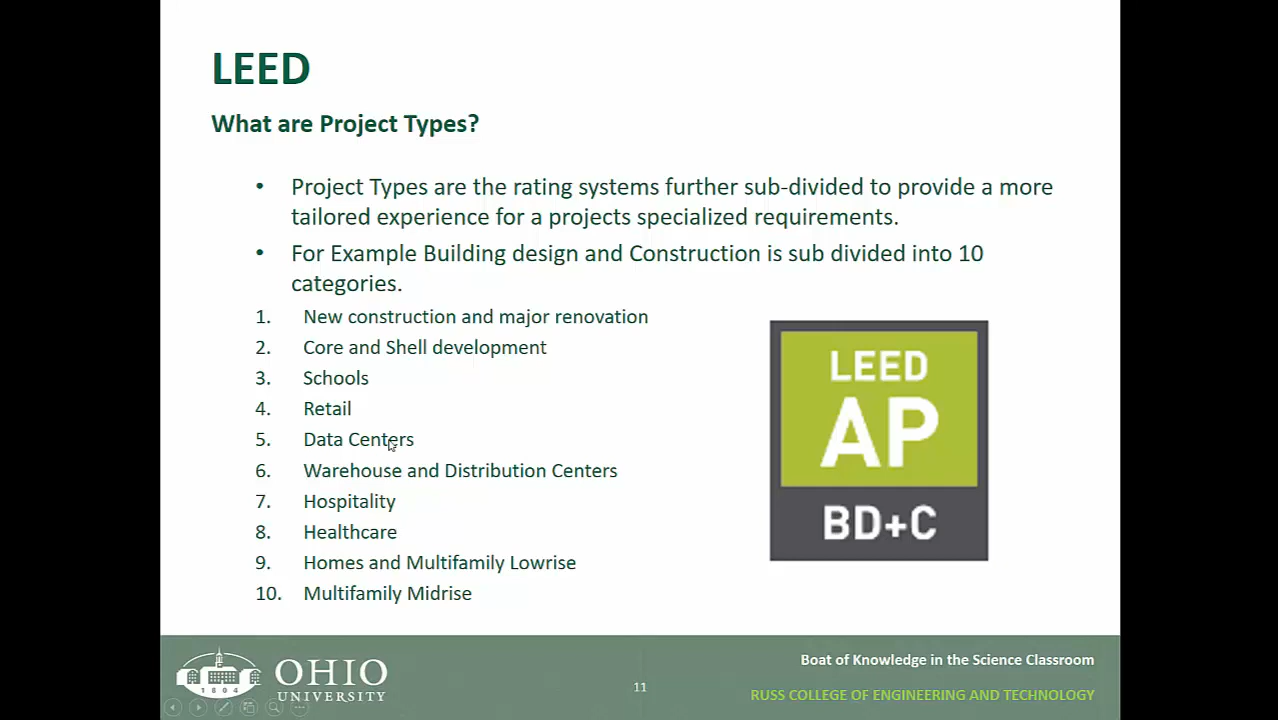 LEED
What are Project Types?
• Project Types are the rating systems further sub-divided to provide a more
tailored experience for a projects specialized requirements.
• For Example Building design and Construction is sub divided into 10
categories.
1. New construction and major renovation
2. Core and Shell development
3. Schools
4. Retail
5. Data Centers
6. Warehouse and Distribution Centers
7. Hospitality
8. Healthcare
9. Homes and Multifamily Lowrise
10. Multifamily Midrise
LEED
AP
BD+C
1804
OHIO
UNIVERSITY
11
Boat of Knowledge in the Science Classroom
RUSS COLLEGE OF ENGINEERING AND TECHNOLOGY